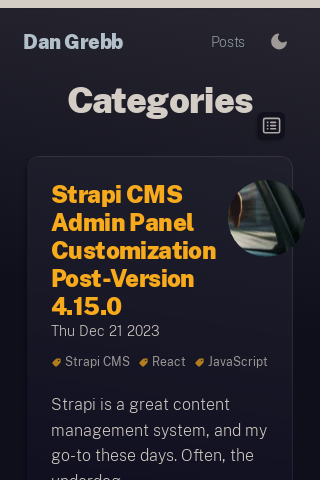 Dan Grebb
Posts
Categories
Strapi CMS
Admin Panel
Customization
Post-Version
4.15.0
Thu Dec 21 2023
Strapi CMS React JavaScript
Strapi is a great content
management system, and my
go-to these days. Often, the
underdog